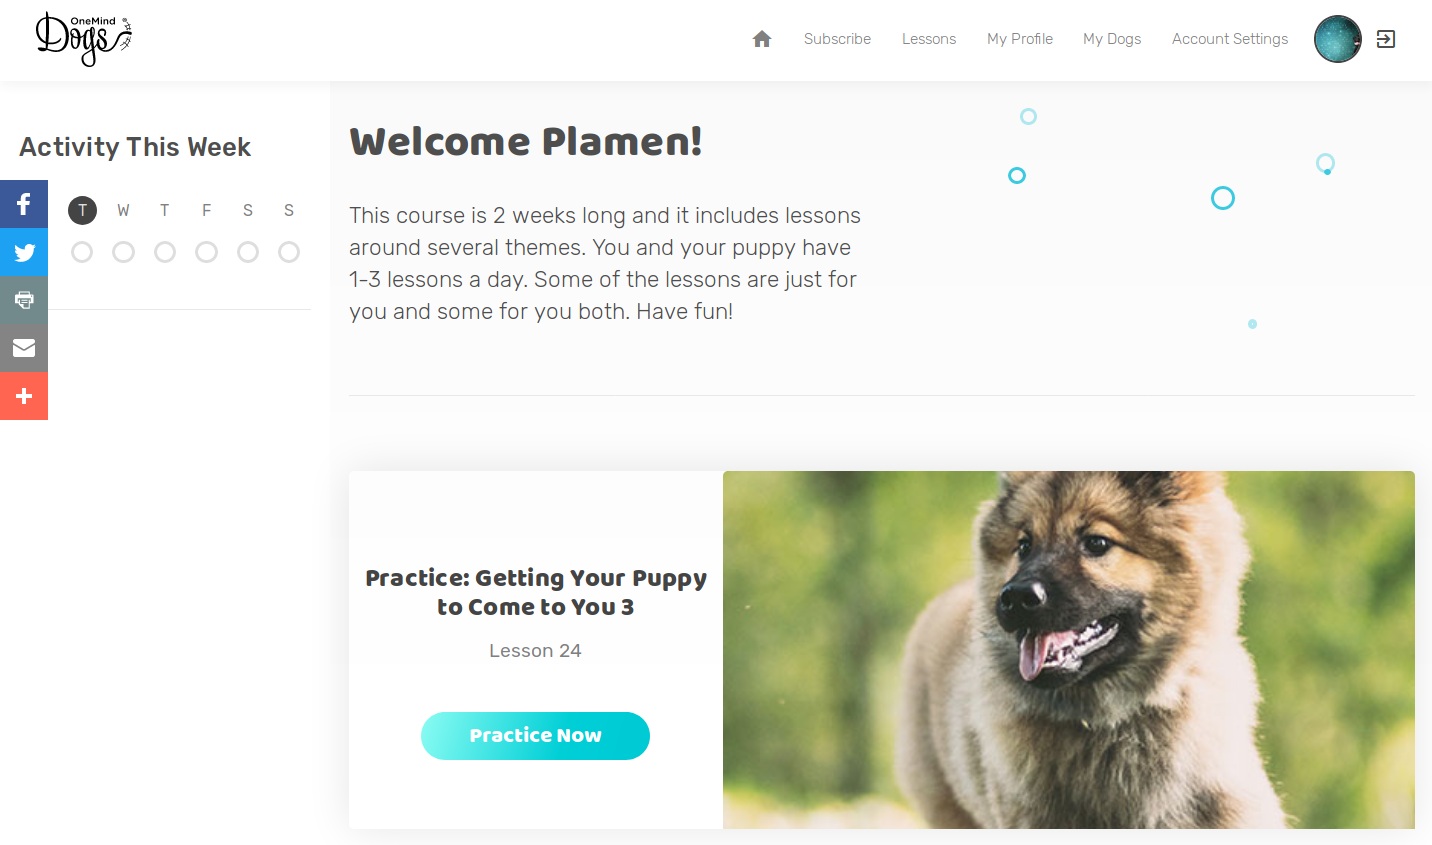 OneMind
Dogs
Subscribe
Lessons
My Profile
My Dogs
Account Settings
Activity This Week
T W T F S S
Welcome Plamen!
This course is 2 weeks long and it includes lessons
around several themes. You and your puppy have
1-3 lessons a day. Some of the lessons are just for
you and some for you both. Have fun!
Practice: Getting Your Puppy
to Come to You 3
Lesson 24
Practice Now